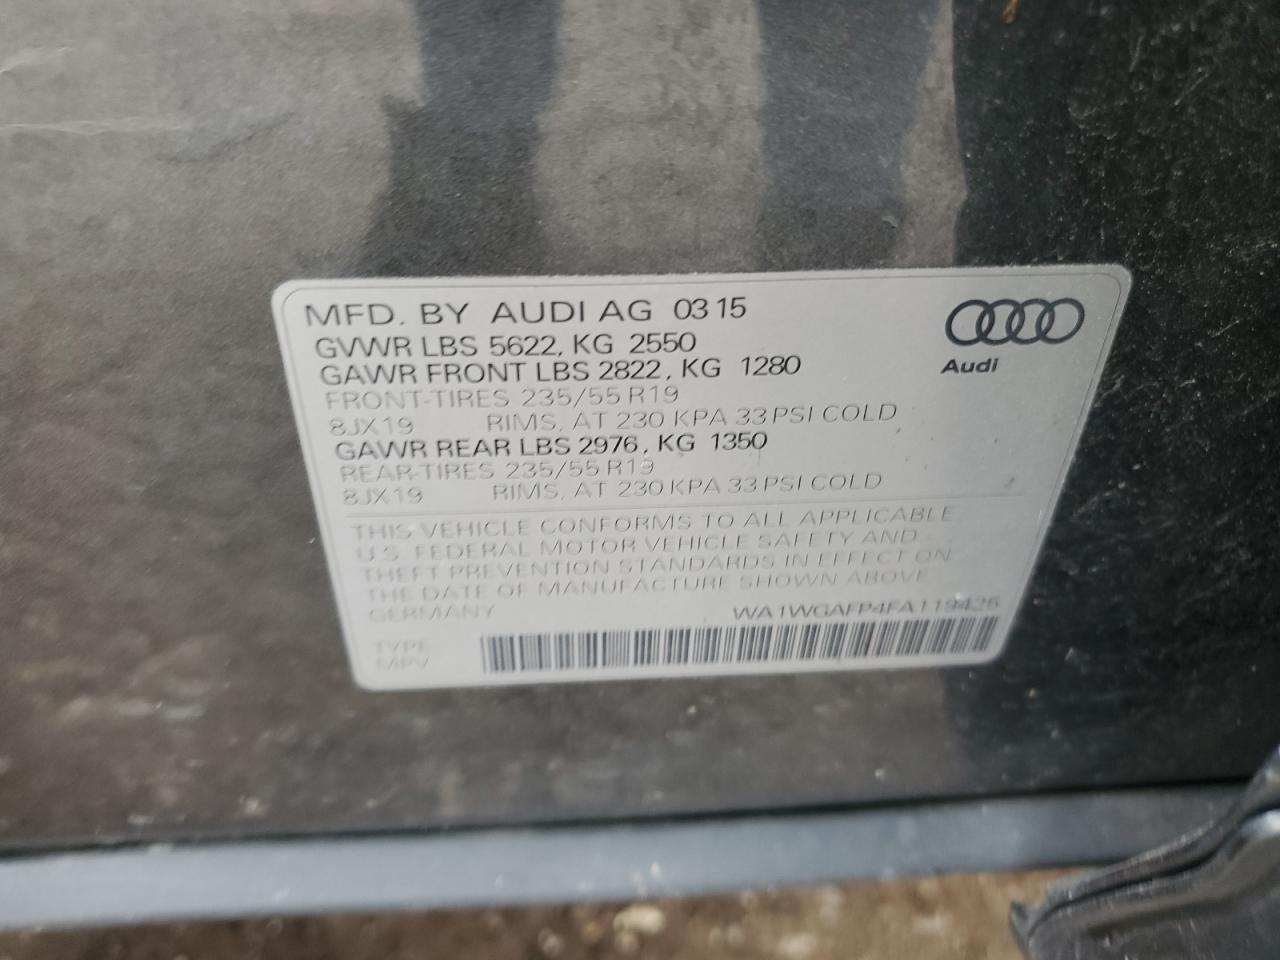 MFD. BY AUDI AG 03 15
GVWR LBS 5622, KG 2550
GAWR FRONT LBS 2822, KG 1280
FRONT-TIRES 235/55 R19
8JX19 RIMS, AT 230 KPA 33 PSI COLD
GAWR REAR LBS 2976, KG 1350
REAR-TIRES 235/55 R19
8JX19 RIMS, AT 230 KPA 33 PSI COLD
THIS VEHICLE CONFORMS TO ALL APPLICABLE
U.S. FEDERAL MOTOR VEHICLE SAFETY AND
THEFT PREVENTION STANDARDS IN EFFECT ON
THE DATE OF MANUFACTURE SHOWN ABOVE
GERMANY WA1WGAFP4FA119425
TYPE
MPV
Audi